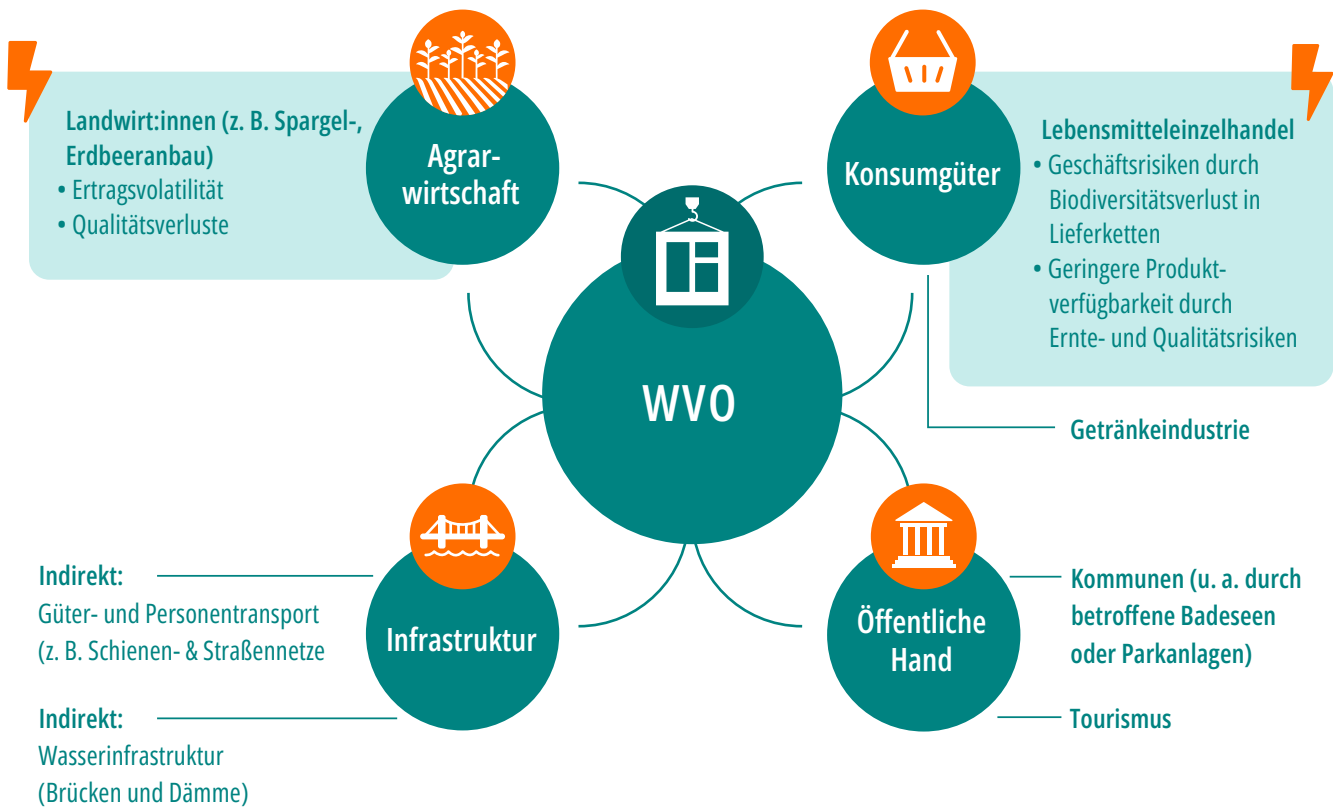 Landwirt:innen (z. B. Spargel-,
Erdbeeranbau)
• Ertragsvolatilität
• Qualitätsverluste
Agrar-
wirtschaft
Konsumgüter
Lebensmitteleinzelhandel
• Geschäftsrisiken durch
Biodiversitätsverlust in
Lieferketten
• Geringere Produkt-
verfügbarkeit durch
Ernte- und Qualitätsrisiken
Getränkeindustrie
WVO
Indirekt:
Güter- und Personentransport
(z. B. Schienen- & Straßennetze
Indirekt:
Wasserinfrastruktur
(Brücken und Dämme)
Infrastruktur
Öffentliche
Hand
Kommunen (u. a. durch
betroffene Badeseen
oder Parkanlagen)
Tourismus